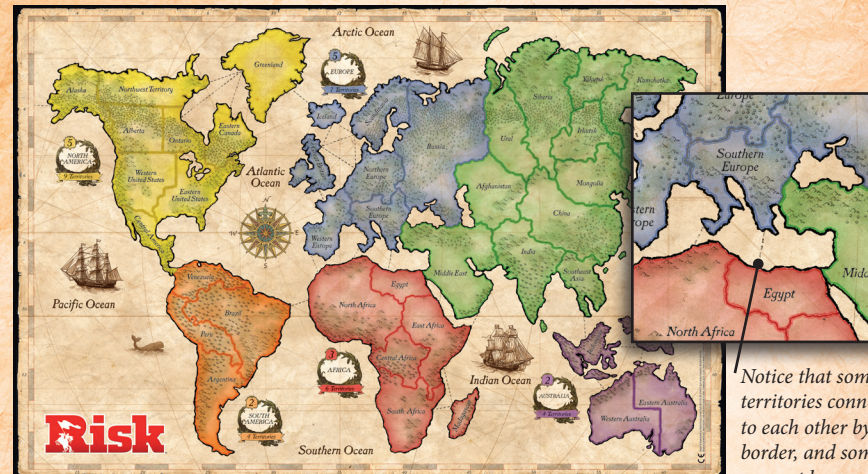 Arctic Ocean
Greenland
5
EUROPE
7 Territories
Alaska
Northwest Territory
Alberta
Ontario
Eastern
Canada
5
NORTH
AMERICA
9 Territories
Western
United States
Eastern
United States
Atlantic
Ocean
N
W
E
S
Iceland
Russia
Northern
Europe
Southern
Europe
Western
Europe
Ural
Siberia
Yakutsk
Kamchatka
Irkutsk
Mongolia
Afghanistan
China
India
Southeast
Asia
Middle East
Pacific Ocean
Venezuela
Brazil
Peru
Argentina
2
SOUTH
AMERICA
4 Territories
North Africa
Egypt
East Africa
Central Africa
South Africa
3
AFRICA
6 Territories
Indian Ocean
2
AUSTRALIA
4 Territories
Western Australia
Eastern Australia
Southern Ocean
Risk
Europe
Southern
Europe
Egypt
North Africa
Notice that som
territories conn
to each other by
border, and som